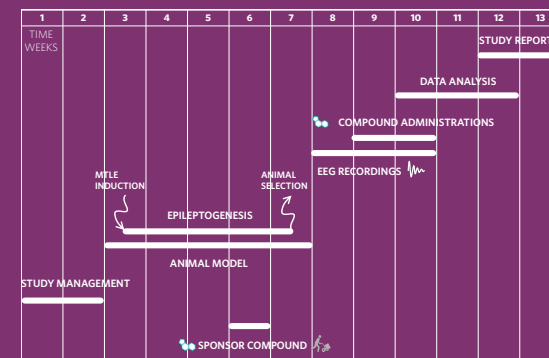 1 2 3 4 5 6 7 8 9 10 11 12 13
TIME
WEEKS
STUDY REPORT
DATA ANALYSIS
COMPOUND ADMINISTRATIONS
EEG RECORDINGS
MTLE
INDUCTION
ANIMAL
SELECTION
EPILEPTOGENESIS
ANIMAL MODEL
STUDY MANAGEMENT
SPONSOR COMPOUND